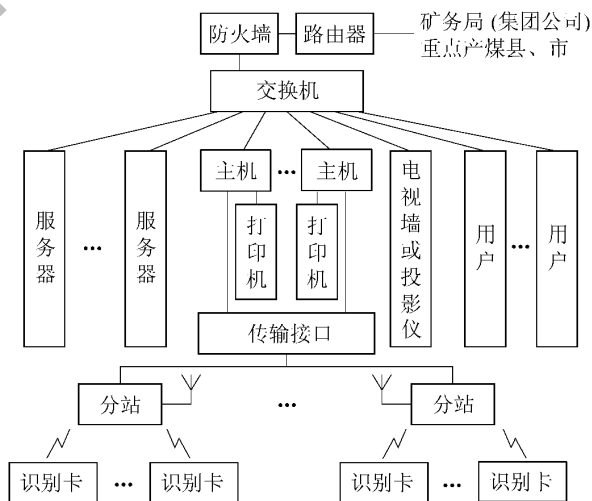 防火墙
路由器
矿务局 (集团公司)
重点产煤县、市
交换机
服务器
...
服务器
主机
...
主机
打印机
打印机
电视墙或投影仪
用户
...
用户
传输接口
分站
...
分站
识别卡
...
识别卡
识别卡
...
识别卡